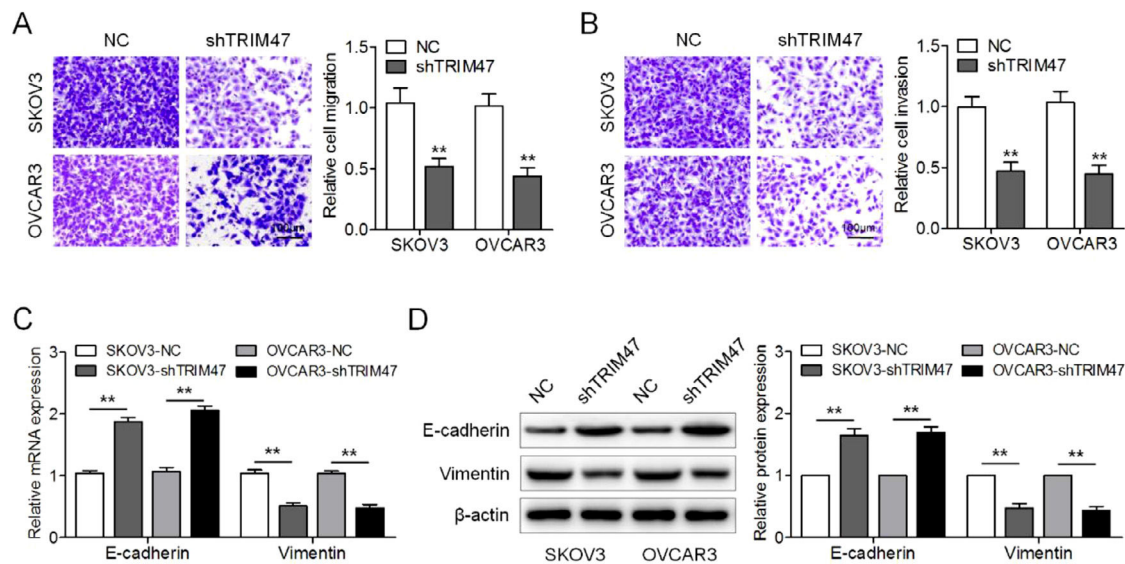 A
NC shTRIM47
SKOV3
OVCAR3
100μm
Relative cell migration
1.5
1.0
0.5
0.0
NC
shTRIM47
**
**
SKOV3 OVCAR3
B
NC shTRIM47
SKOV3
OVCAR3
100μm
Relative cell invasion
1.5
1.0
0.5
0.0
NC
shTRIM47
**
**
SKOV3 OVCAR3
C
Relative mRNA expression
3
2
1
0
SKOV3-NC OVCAR3-NC
SKOV3-shTRIM47 OVCAR3-shTRIM47
** ** ** **
E-cadherin Vimentin
D
NC shTRIM47 NC shTRIM47
E-cadherin
Vimentin
β-actin
SKOV3 OVCAR3
Relative protein expression
3
2
1
0
SKOV3-NC OVCAR3-NC
SKOV3-shTRIM47 OVCAR3-shTRIM47
** ** ** **
E-cadherin Vimentin